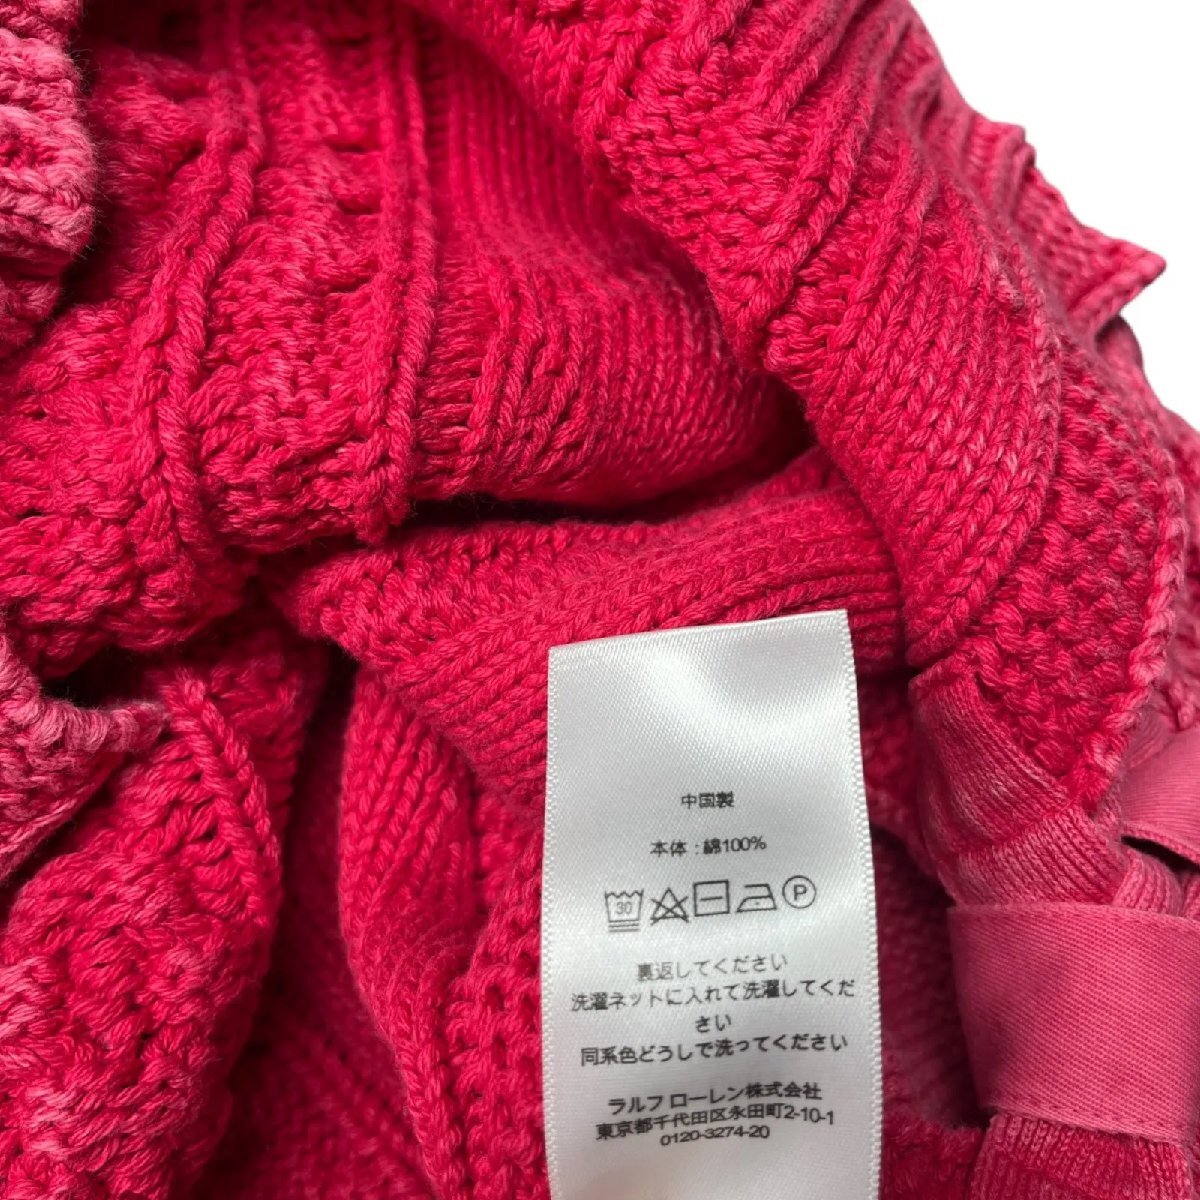 中国製
本体 : 綿100%
30
P
裏返してください
洗濯ネットに入れて洗濯してくだ
さい
同系色どうしで洗ってください
ラルフ ローレン株式会社
東京都千代田区永田町2-10-1
0120-3274-20